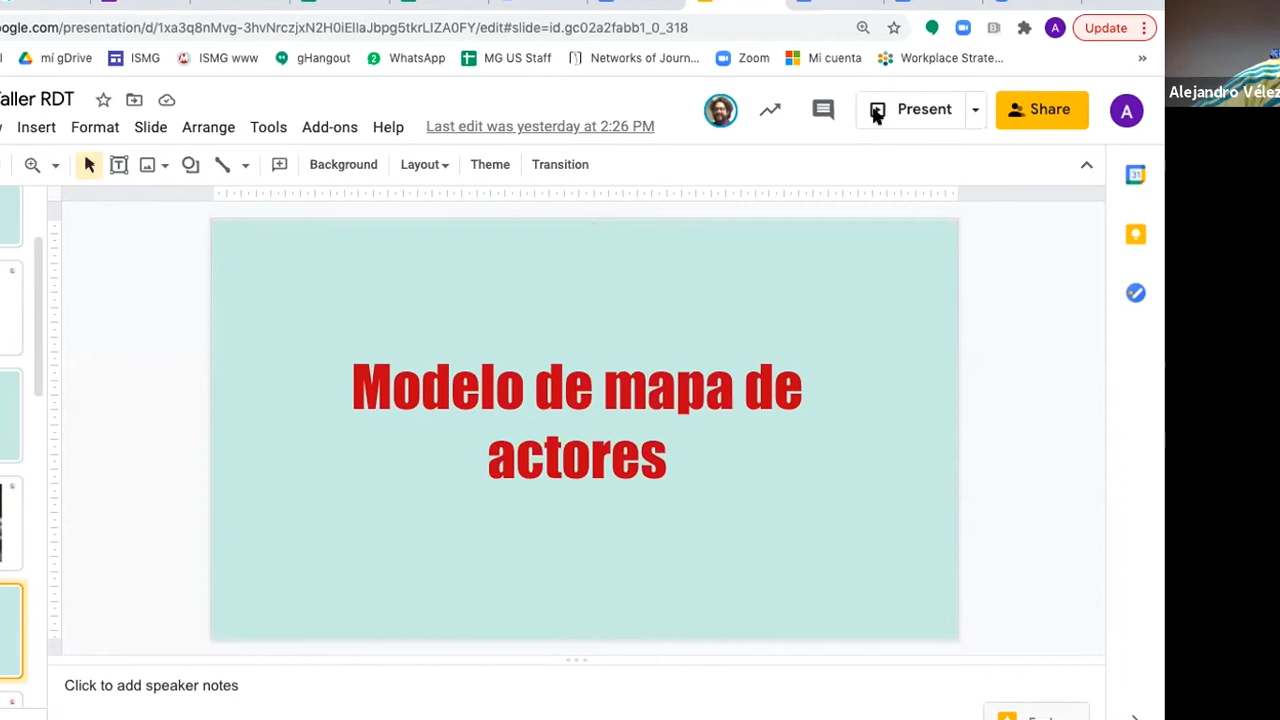 ogle.com/presentation/d/1xa3q8nMvg-3hvNrczjxN2H0iEllaJbpg5tkrLIZA0FY/edit#slide=id.gc02a2fabb1_0_318
Update
mi gDrive ISMG ISMG www gHangout WhatsApp MG US Staff Networks of Journ... Zoom Mi cuenta Workplace Strate... »
aller RDT
Present Share A
Alejandro Vélez
Insert Format Slide Arrange Tools Add-ons Help Last edit was yesterday at 2:26 PM
Background Layout Theme Transition
31
Modelo de mapa de
actores
Click to add speaker notes